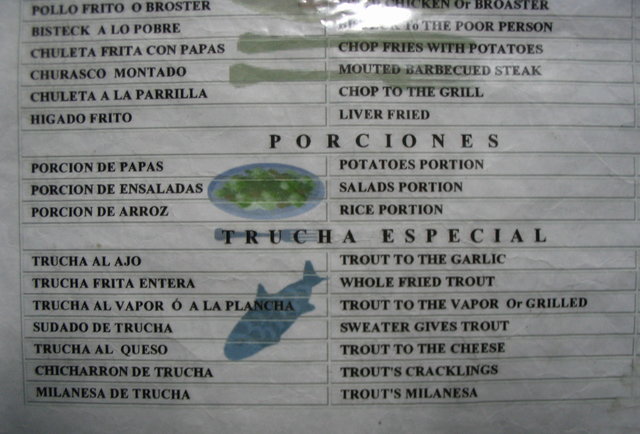 POLLO FRITO O BROSTER CHICKEN Or BROASTER
BISTECK A LO POBRE To THE POOR PERSON
CHULETA FRITA CON PAPAS CHOP FRIES WITH POTATOES
CHURASCO MONTADO MOUTED BARBECUED STEAK
CHULETA A LA PARRILLA CHOP TO THE GRILL
HIGADO FRITO LIVER FRIED
PORCIONES
PORCION DE PAPAS POTATOES PORTION
PORCION DE ENSALADAS SALADS PORTION
PORCION DE ARROZ RICE PORTION
TRUCHA ESPECIAL
TRUCHA AL AJO TROUT TO THE GARLIC
TRUCHA FRITA ENTERA WHOLE FRIED TROUT
TRUCHA AL VAPOR Ó A LA PLANCHA TROUT TO THE VAPOR Or GRILLED
SUDADO DE TRUCHA SWEATER GIVES TROUT
TRUCHA AL QUESO TROUT TO THE CHEESE
CHICHARRON DE TRUCHA TROUT'S CRACKLINGS
MILANESA DE TRUCHA TROUT'S MILANESA